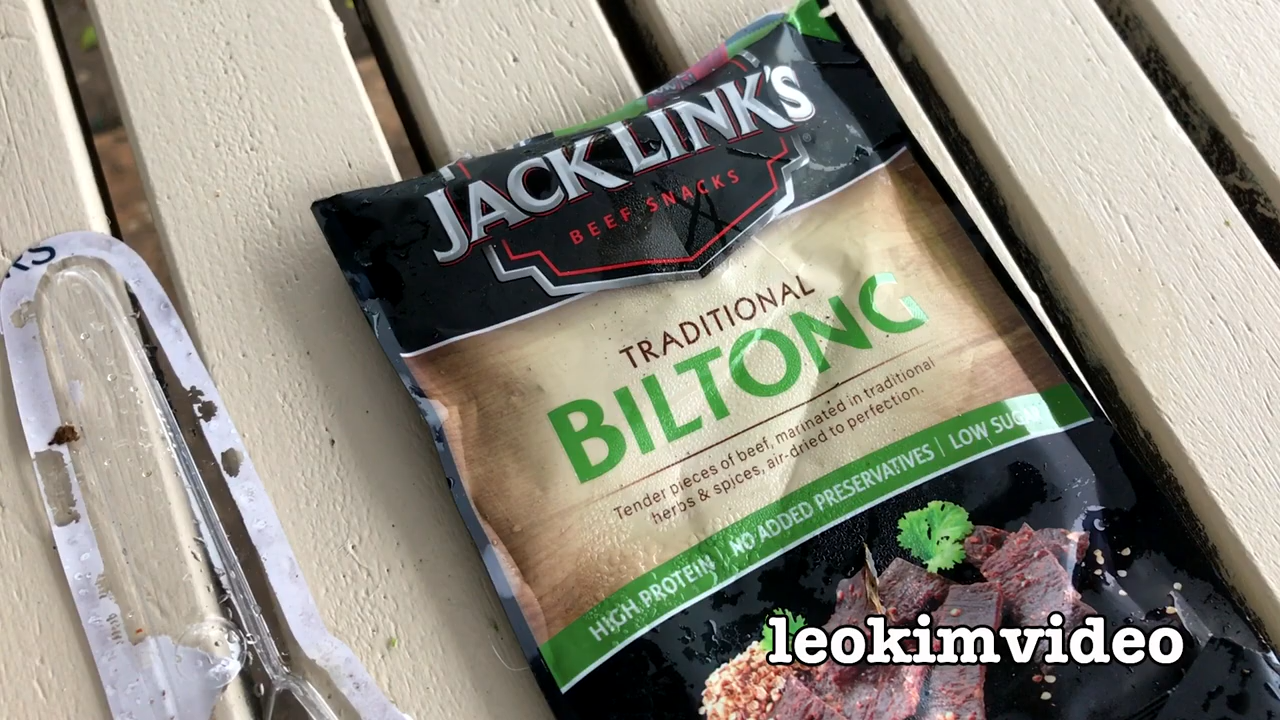 JACK LINK'S
BEEF SNACKS
TRADITIONAL
BILTONG
Tender pieces of beef, marinated in traditional
herbs & spices, air-dried to perfection.
HIGH PROTEIN | NO ADDED PRESERVATIVES | LOW SUGAR
leokimvideo